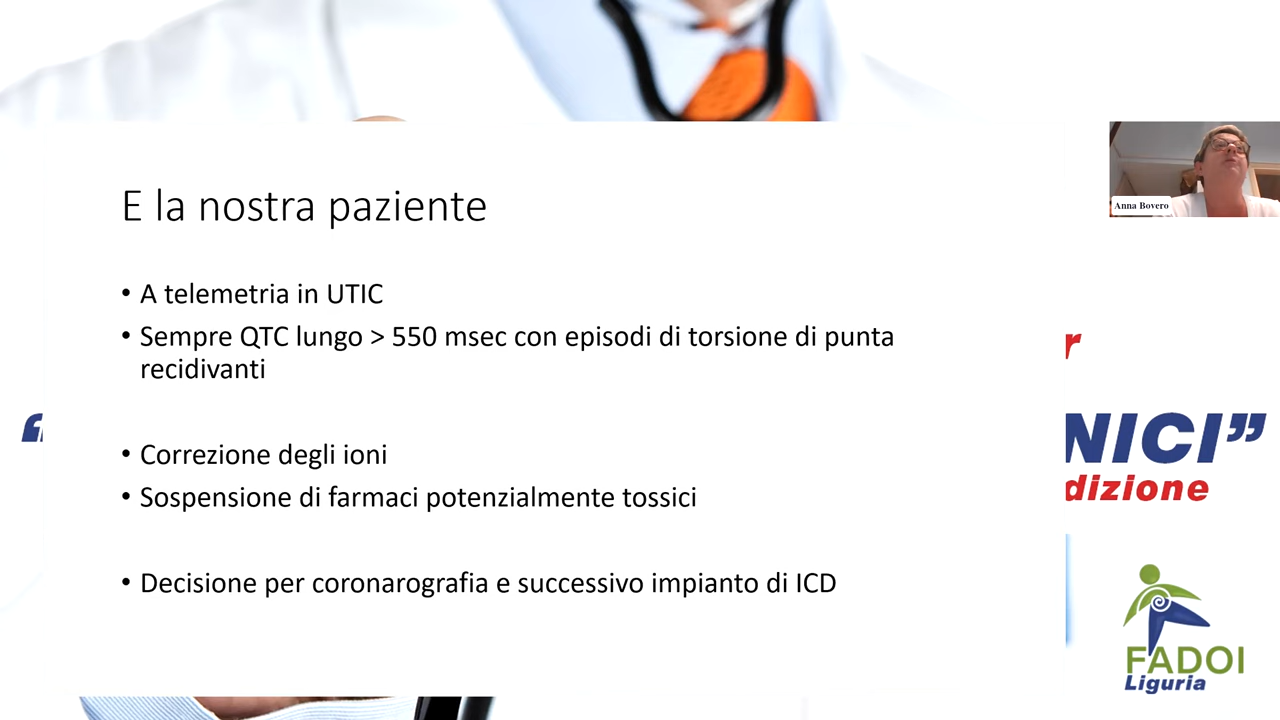 E la nostra paziente
• A telemetria in UTIC
• Sempre QTC lungo > 550 msec con episodi di torsione di punta
recidivanti
• Correzione degli ioni
• Sospensione di farmaci potenzialmente tossici
• Decisione per coronarografia e successivo impianto di ICD
Anna Bovero
r
“
NICI”
dizione
FADOI
Liguria